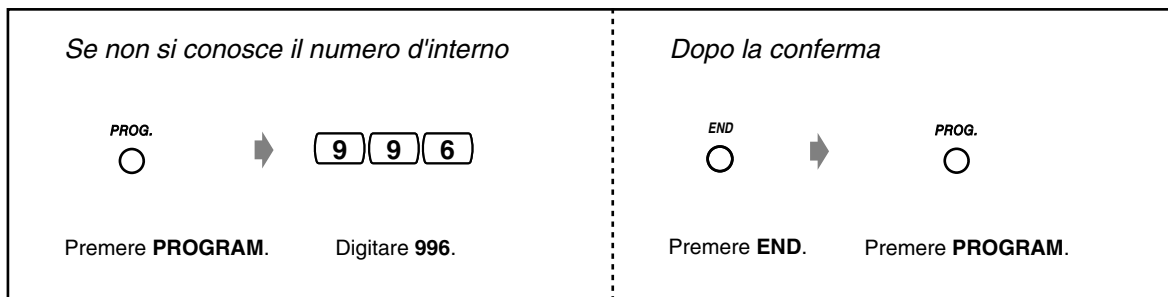 Se non si conosce il numero d'interno
PROG.
9 9 6
Premere PROGRAM.
Digitare 996.
Dopo la conferma
END
PROG.
Premere END.
Premere PROGRAM.